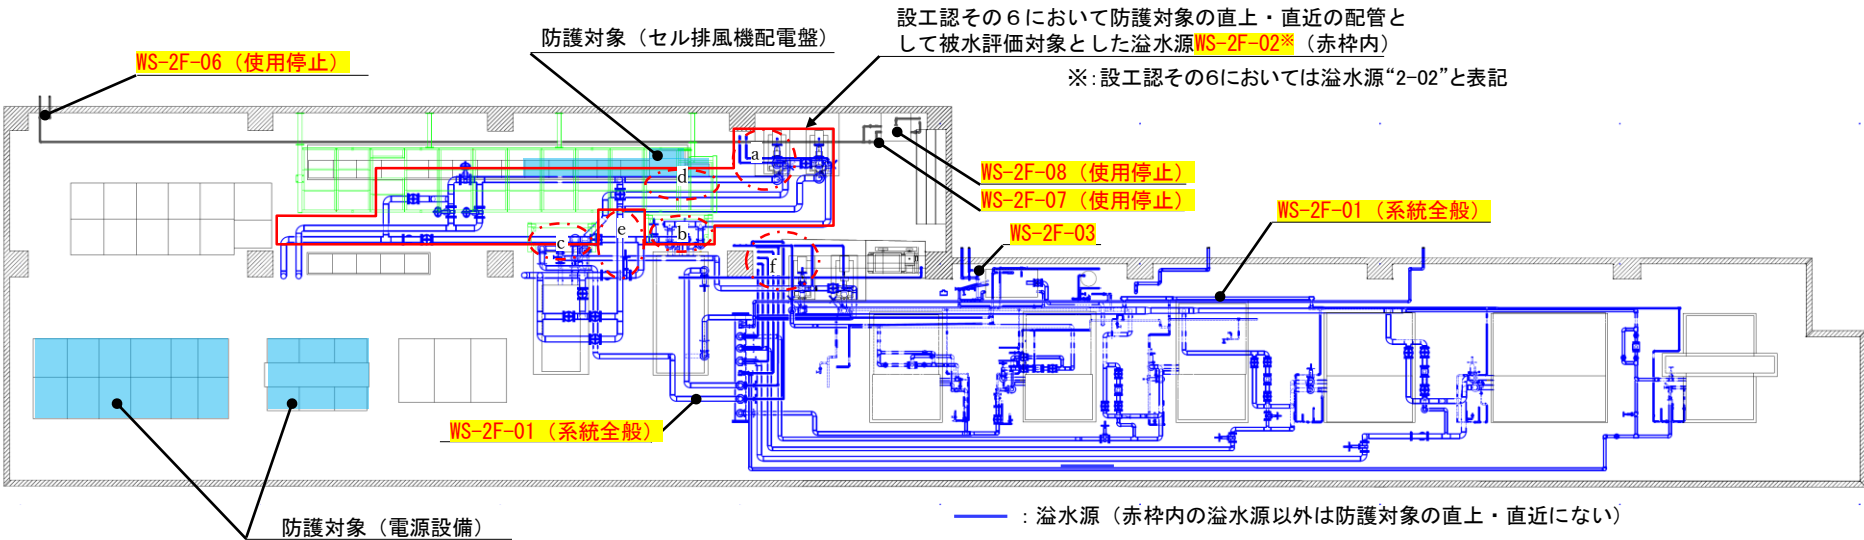 設工認その６において防護対象の直上・直近の配管と
して被水評価対象とした溢水源WS-2F-02※（赤枠内）
※：設工認その6においては溢水源“2-02”と表記
防護対象（セル排風機配電盤）
WS-2F-06（使用停止）
WS-2F-08（使用停止）
WS-2F-07（使用停止）
WS-2F-01（系統全般）
WS-2F-03
a
d
e
b
c
f
WS-2F-01（系統全般）
防護対象（電源設備）
：溢水源（赤枠内の溢水源以外は防護対象の直上・直近にない）